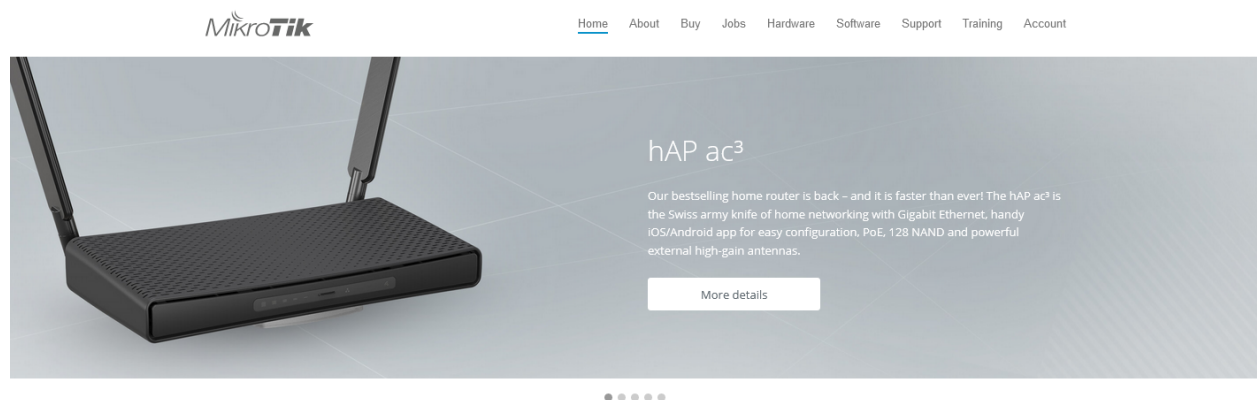 MikroTik
Home About Buy Jobs Hardware Software Support Training Account
hAP ac³
Our bestselling home router is back – and it is faster than ever! The hAP ac³ is
the Swiss army knife of home networking with Gigabit Ethernet, handy
iOS/Android app for easy configuration, PoE, 128 NAND and powerful
external high-gain antennas.
More details